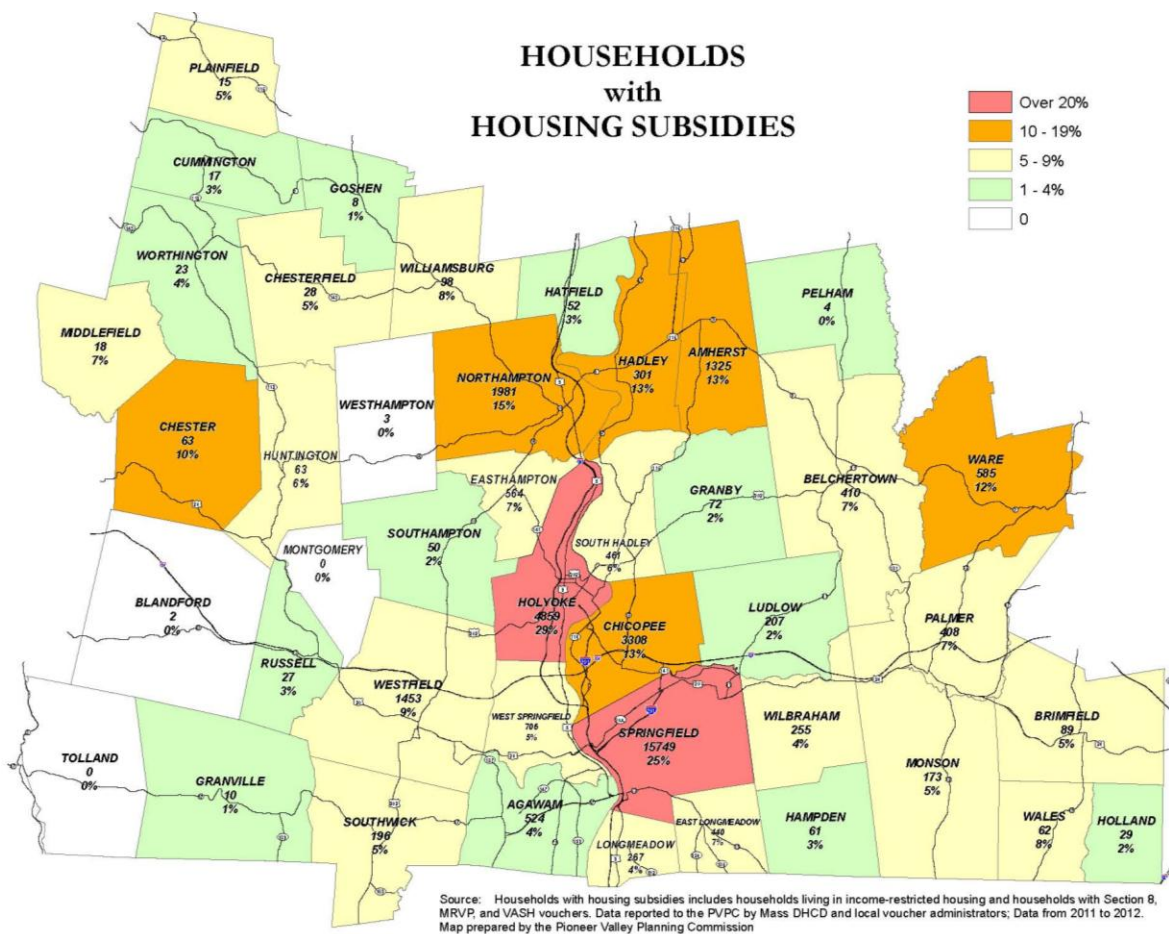 HOUSEHOLDS
with
HOUSING SUBSIDIES
Over 20%
10 - 19%
5 - 9%
1 - 4%
0
PLAINFIELD
15
5%
CUMMINGTON
17
3%
GOSHEN
8
1%
WORTHINGTON
23
4%
CHESTERFIELD
28
5%
WILLIAMSBURG
98
8%
HATFIELD
52
3%
PELHAM
4
0%
MIDDLEFIELD
18
7%
NORTHAMPTON
1981
15%
HADLEY
301
13%
AMHERST
1325
13%
WESTHAMPTON
3
0%
CHESTER
63
10%
HUNTINGTON
63
6%
EASTHAMPTON
564
7%
GRANBY
72
2%
BELCHERTOWN
410
7%
WARE
585
12%
SOUTHAMPTON
50
2%
SOUTH HADLEY
461
6%
MONTGOMERY
0
0%
BLANDFORD
2
0%
HOLYOKE
4859
29%
CHICOPEE
3308
13%
LUDLOW
207
2%
PALMER
408
7%
RUSSELL
27
3%
WESTFIELD
1453
9%
WEST SPRINGFIELD
SPRINGFIELD
15749
25%
WILBRAHAM
255
4%
BRIMFIELD
89
5%
MONSON
173
5%
TOLLAND
0
0%
GRANVILLE
10
1%
SOUTHWICK
196
5%
AGAWAM
524
4%
LONGMEADOW
267
4%
EAST LONGMEADOW
440
7%
HAMPDEN
61
3%
WALES
62
8%
HOLLAND
29
2%
Source: Households with housing subsidies includes households living in income-restricted housing and households with Section 8,
MRVP, and VASH vouchers. Data reported to the PVPC by Mass DHCD and local voucher administrators; Data from 2011 to 2012.
Map prepared by the Pioneer Valley Planning Commission